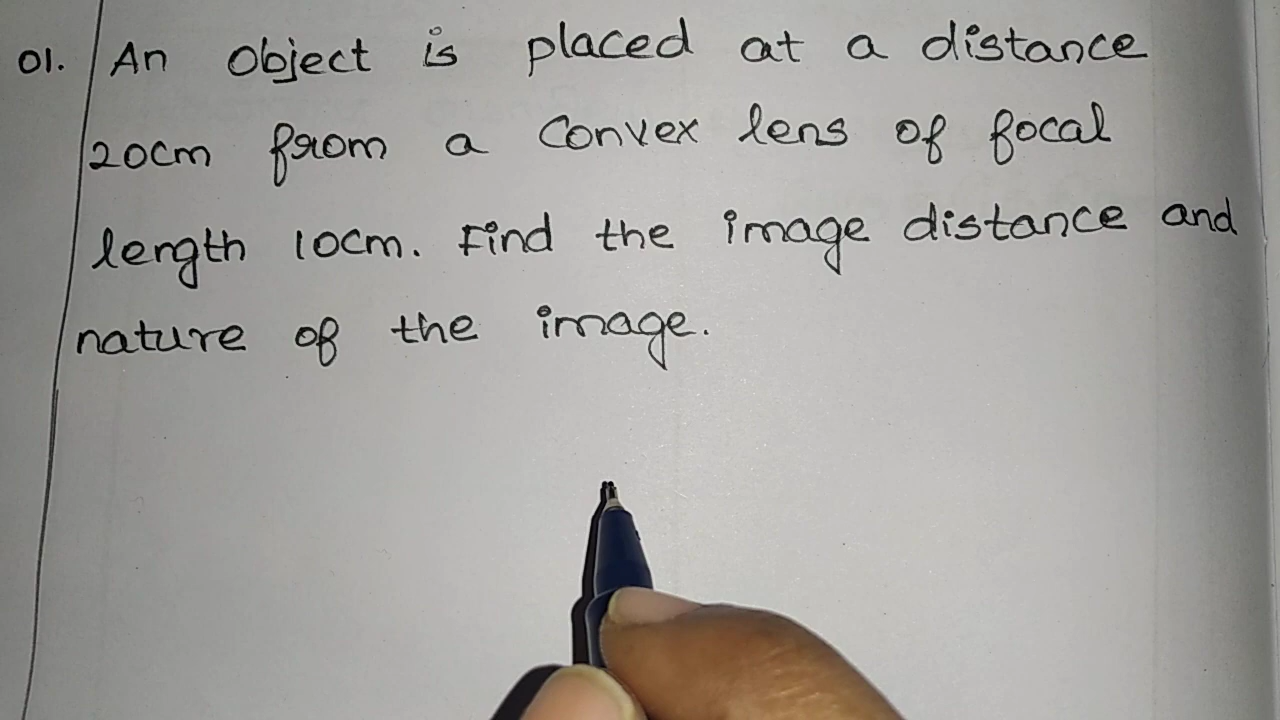 01. An object is placed at a distance
20cm from a convex lens of focal
length 10cm. Find the image distance and
nature of the image.